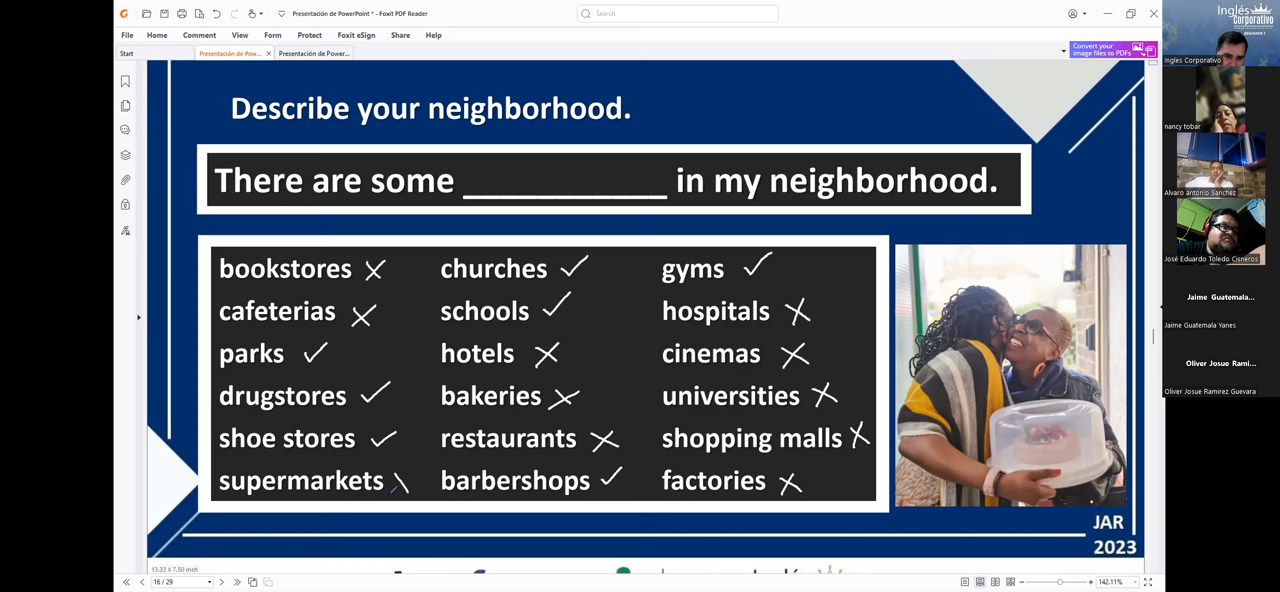 Presentación de PowerPoint * - Foxit PDF Reader
Search
File Home Comment View Form Protect Foxit eSign Share Help
Start
Presentación de Pow...
Presentación de Power...
Convert your
image files to PDFs
Describe your neighborhood.
There are some ____________ in my neighborhood.
bookstores churches gyms
cafeterias schools hospitals
parks hotels cinemas
drugstores bakeries universities
shoe stores restaurants shopping malls
supermarkets barbershops factories
JAR
2023
13.33 X 7.50 inch
16 / 29
142.11%
Inglés
Corporativo
BEGINNER 1
Ingles Corporativo
nancy tobar
Alvaro antonio Sanchez
José Eduardo Toledo Cisneros
Jaime Guatemala...
Jaime Guatemala Yanes
Oliver Josue Rami...
Oliver Josue Ramirez Guevara